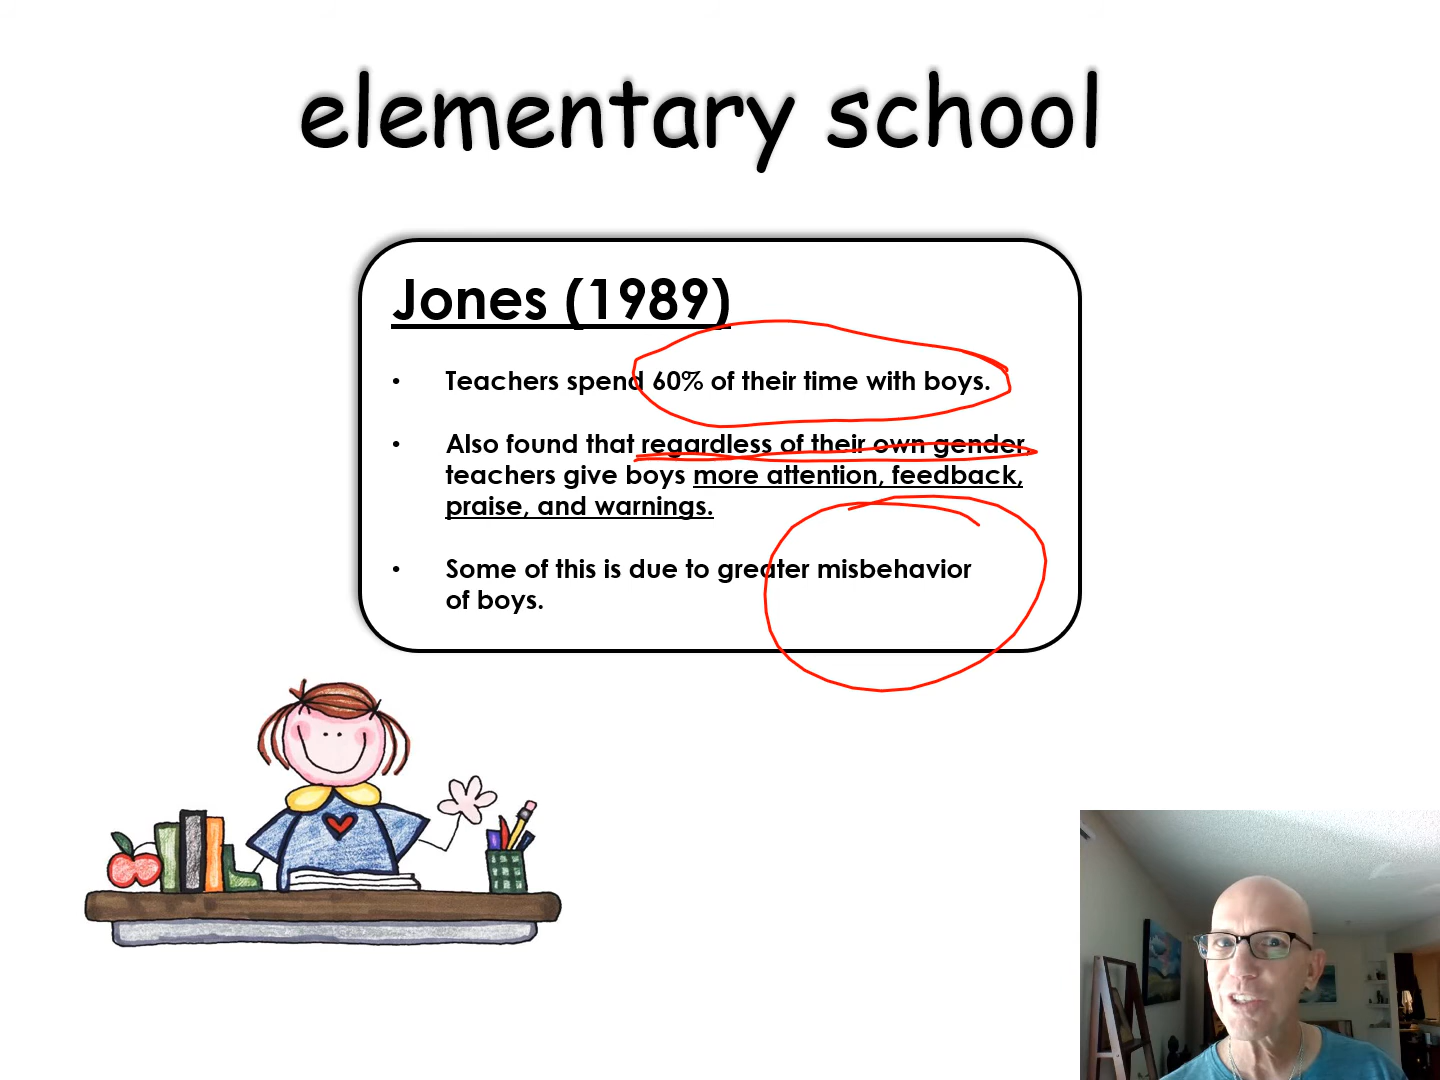 elementary school
Jones (1989)
• Teachers spend 60% of their time with boys.
• Also found that regardless of their own gender,
teachers give boys more attention, feedback,
praise, and warnings.
• Some of this is due to greater misbehavior
of boys.